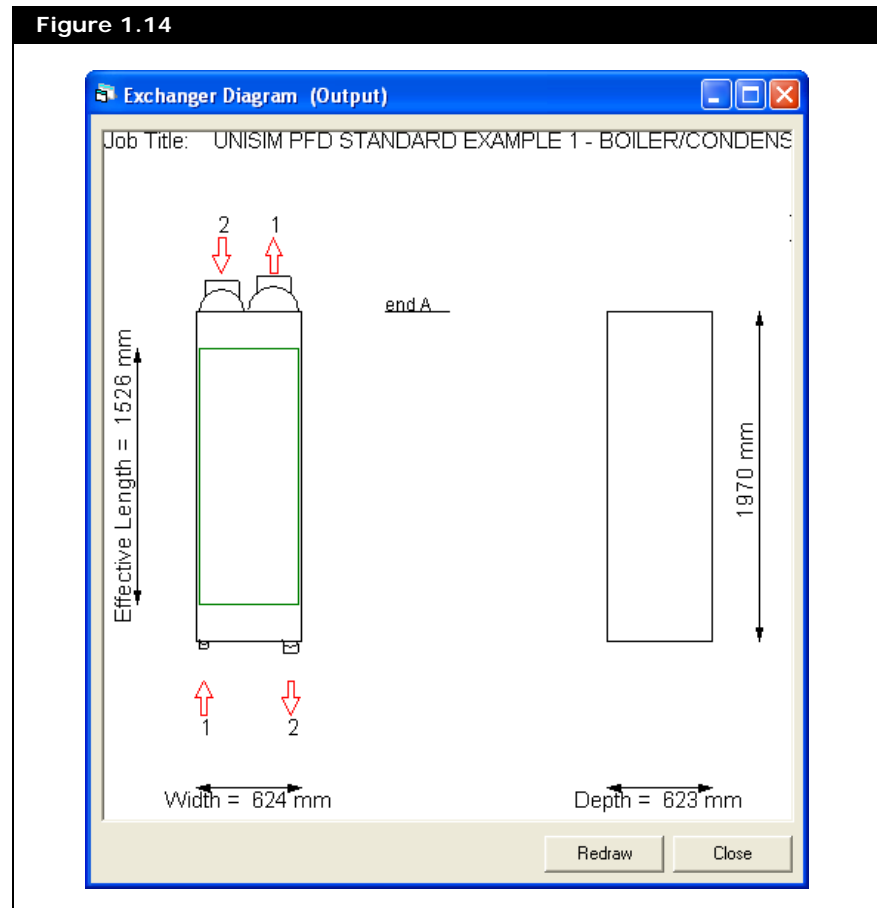 Figure 1.14
Exchanger Diagram (Output)
Job Title: UNISIM PFD STANDARD EXAMPLE 1 - BOILER/CONDENS
2 1
end A
Effective Length = 1526 mm
1970 mm
1 2
Width = 624 mm
Depth = 623 mm
Redraw Close